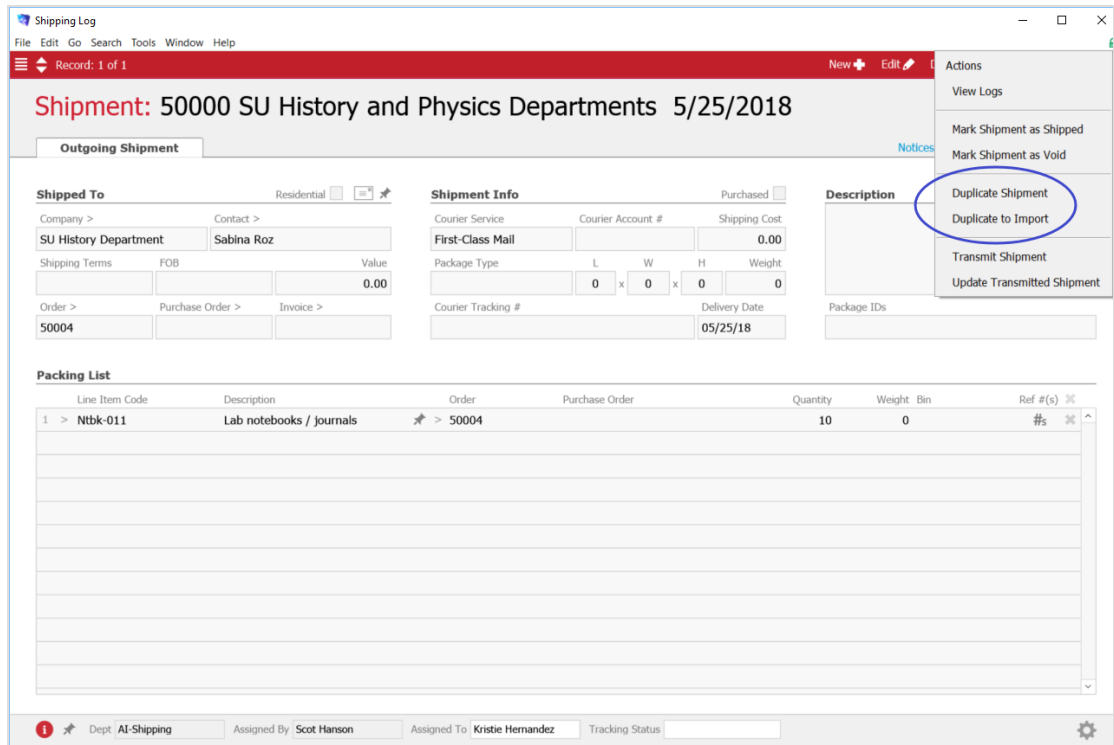 Shipping Log
File Edit Go Search Tools Window Help
Record: 1 of 1 New Edit
Shipment: 50000 SU History and Physics Departments 5/25/2018
Outgoing Shipment Notices
Actions
View Logs
Mark Shipment as Shipped
Mark Shipment as Void
Duplicate Shipment
Duplicate to Import
Transmit Shipment
Update Transmitted Shipment
Shipped To Residential Shipment Info Purchased Description
Company > Contact > Courier Service Courier Account # Shipping Cost
SU History Department Sabina Roz First-Class Mail 0.00
Shipping Terms FOB Value Package Type L W H Weight
0.00 0 x 0 x 0 0
Order > Purchase Order > Invoice > Courier Tracking # Delivery Date Package IDs
50004 05/25/18
Packing List
Line Item Code Description Order Purchase Order Quantity Weight Bin Ref #(s)
1 > Ntbk-011 Lab notebooks / journals > 50004 10 0 #s
Dept AI-Shipping Assigned By Scot Hanson Assigned To Kristie Hernandez Tracking Status